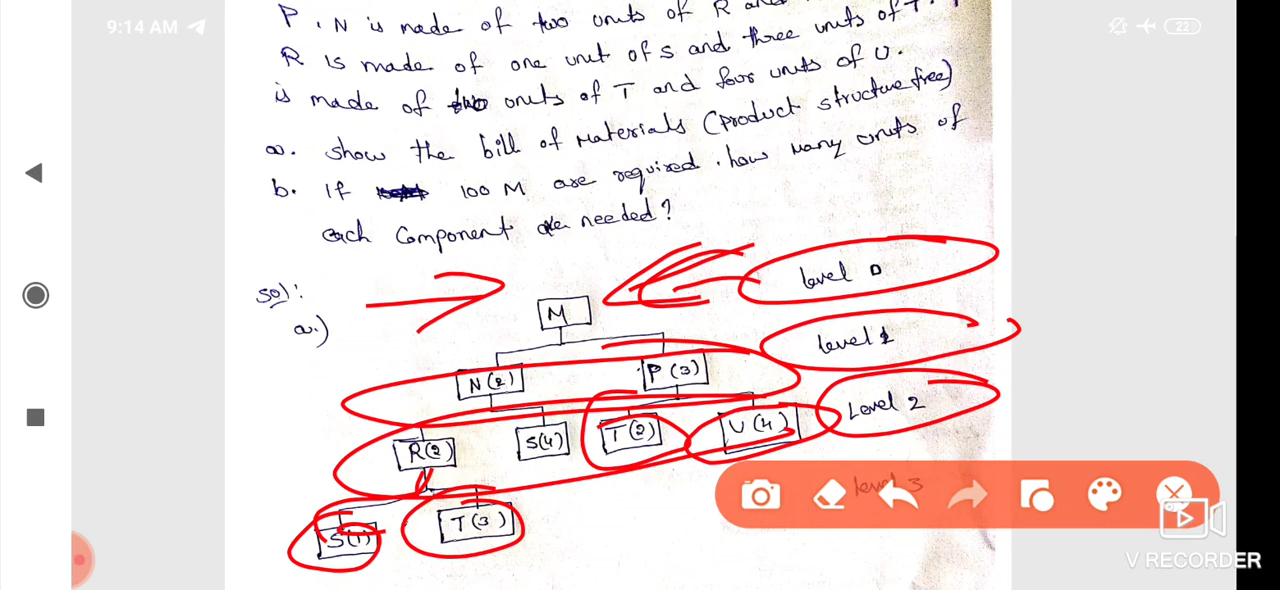 9:14 AM
22
P. N is made of two units of R and
R is made of one unit of S and three units of T. P
is made of two units of T and four units of U.
a. show the bill of Materials (product structure free)
b. If 100 M are required. how many units of
each component are needed?
sol:
a.)
M
level 0
N(2) P(3)
level 1
R(2) S(4) T(2) U(4)
Level 2
S(1) T(3)
level 3
V RECORDER